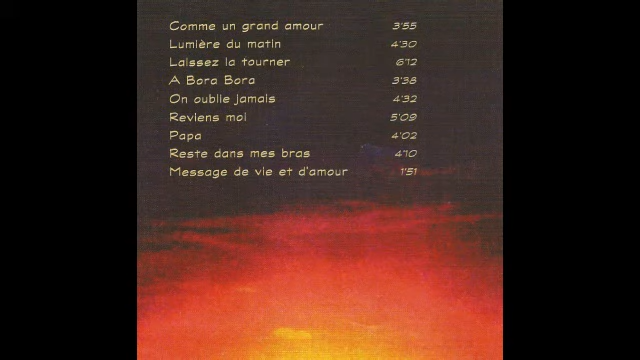 Comme un grand amour 3'55
Lumière du matin 4'30
Laissez la tourner 6'12
A Bora Bora 3'38
On oublie jamais 4'32
Reviens moi 5'09
Papa 4'02
Reste dans mes bras 4'10
Message de vie et d'amour 1'51